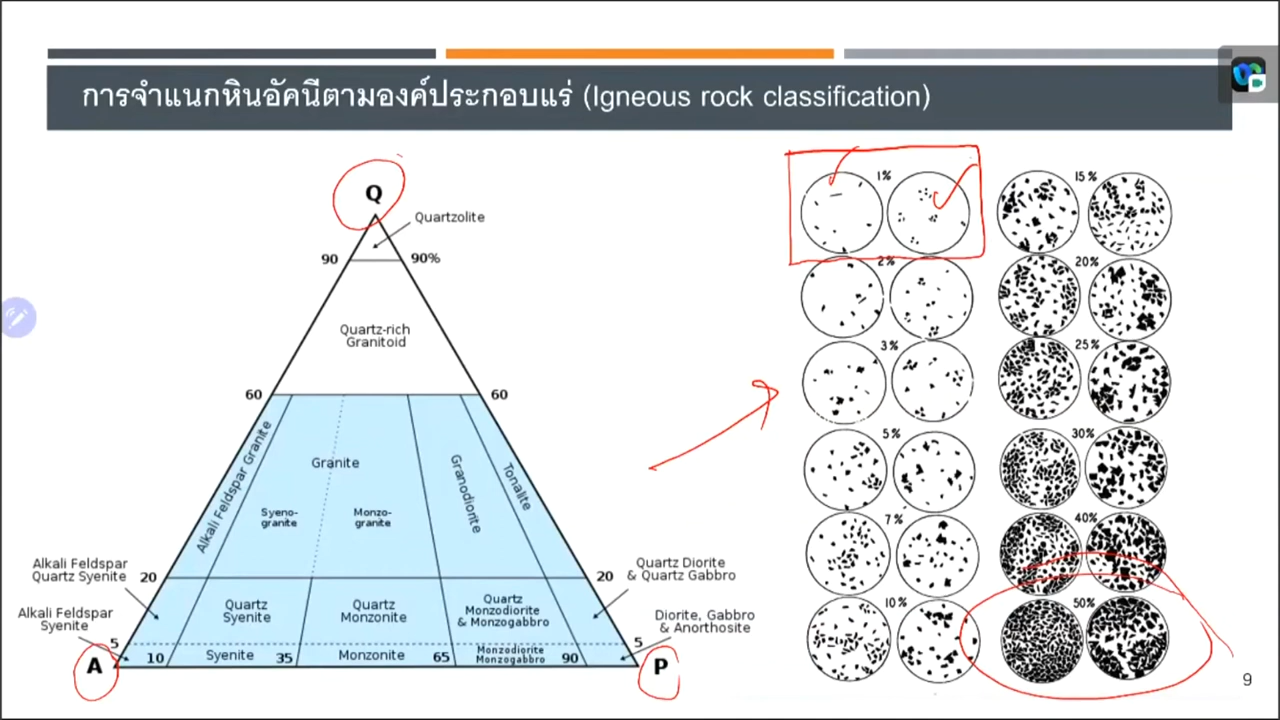 การจำแนกหินอัคนีตามองค์ประกอบแร่ (Igneous rock classification)
Q
Quartzolite
90
90%
Quartz-rich
Granitoid
60
60
Alkali Feldspar Granite
Granite
Syeno-
granite
Monzo-
granite
Granodiorite
Tonalite
Alkali Feldspar
Quartz Syenite
20
20
Quartz Diorite
& Quartz Gabbro
Quartz
Syenite
Quartz
Monzonite
Quartz
Monzodiorite
& Monzogabbro
Alkali Feldspar
Syenite
Diorite, Gabbro
& Anorthosite
5
5
A
10
Syenite
35
Monzonite
65
Monzodiorite
Monzogabbro
90
P
1%
2%
3%
5%
7%
10%
15%
20%
25%
30%
40%
50%
9